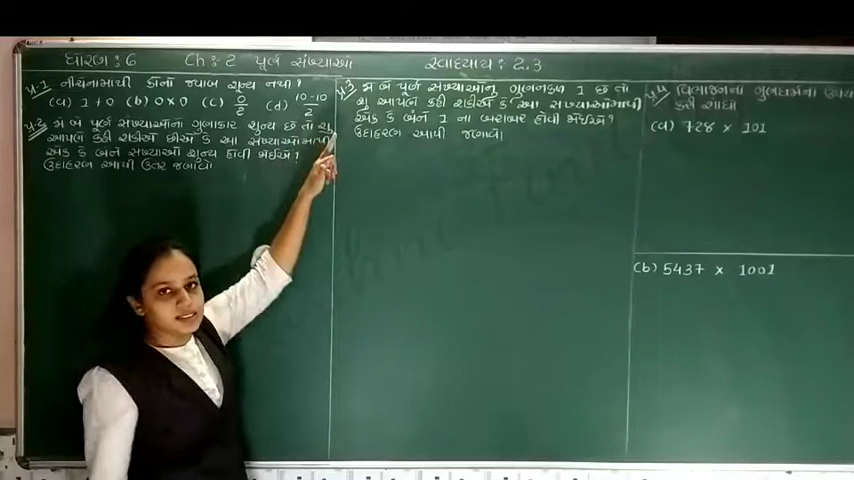 ધોરણ : 6 Ch : 2 પૂર્ણ સંખ્યાઓ સ્વાધ્યાય : 2.3
પ્ર-1 નીચેનામાંથી કોનો જવાબ શૂન્ય નથી?
(a) 1 + 0 (b) 0 × 0 (c) 0/2 (d) 10-10/2
પ્ર-2 જો બે પૂર્ણ સંખ્યાઓનો ગુણાકાર શૂન્ય છે તો શું
આપણે કહી શકીએ છીએ કે આ સંખ્યાઓમાંથી
એક કે બંને સંખ્યાઓ શૂન્ય હોવી જોઈએ?
ઉદાહરણ આપી ઉત્તર જણાવો.
પ્ર-3 જો બે પૂર્ણ સંખ્યાઓનું ગુણનફળ 1 છે તો
શું આપણે કહી શકીએ કે આ સંખ્યાઓમાંથી
એક કે બંને 1 ના બરાબર હોવી જોઈએ?
ઉદાહરણ આપી જણાવો.
પ્ર-4 વિભાજનના ગુણધર્મના ઉપયો
કરી શોધો
(a) 728 × 101
(b) 5437 × 1001